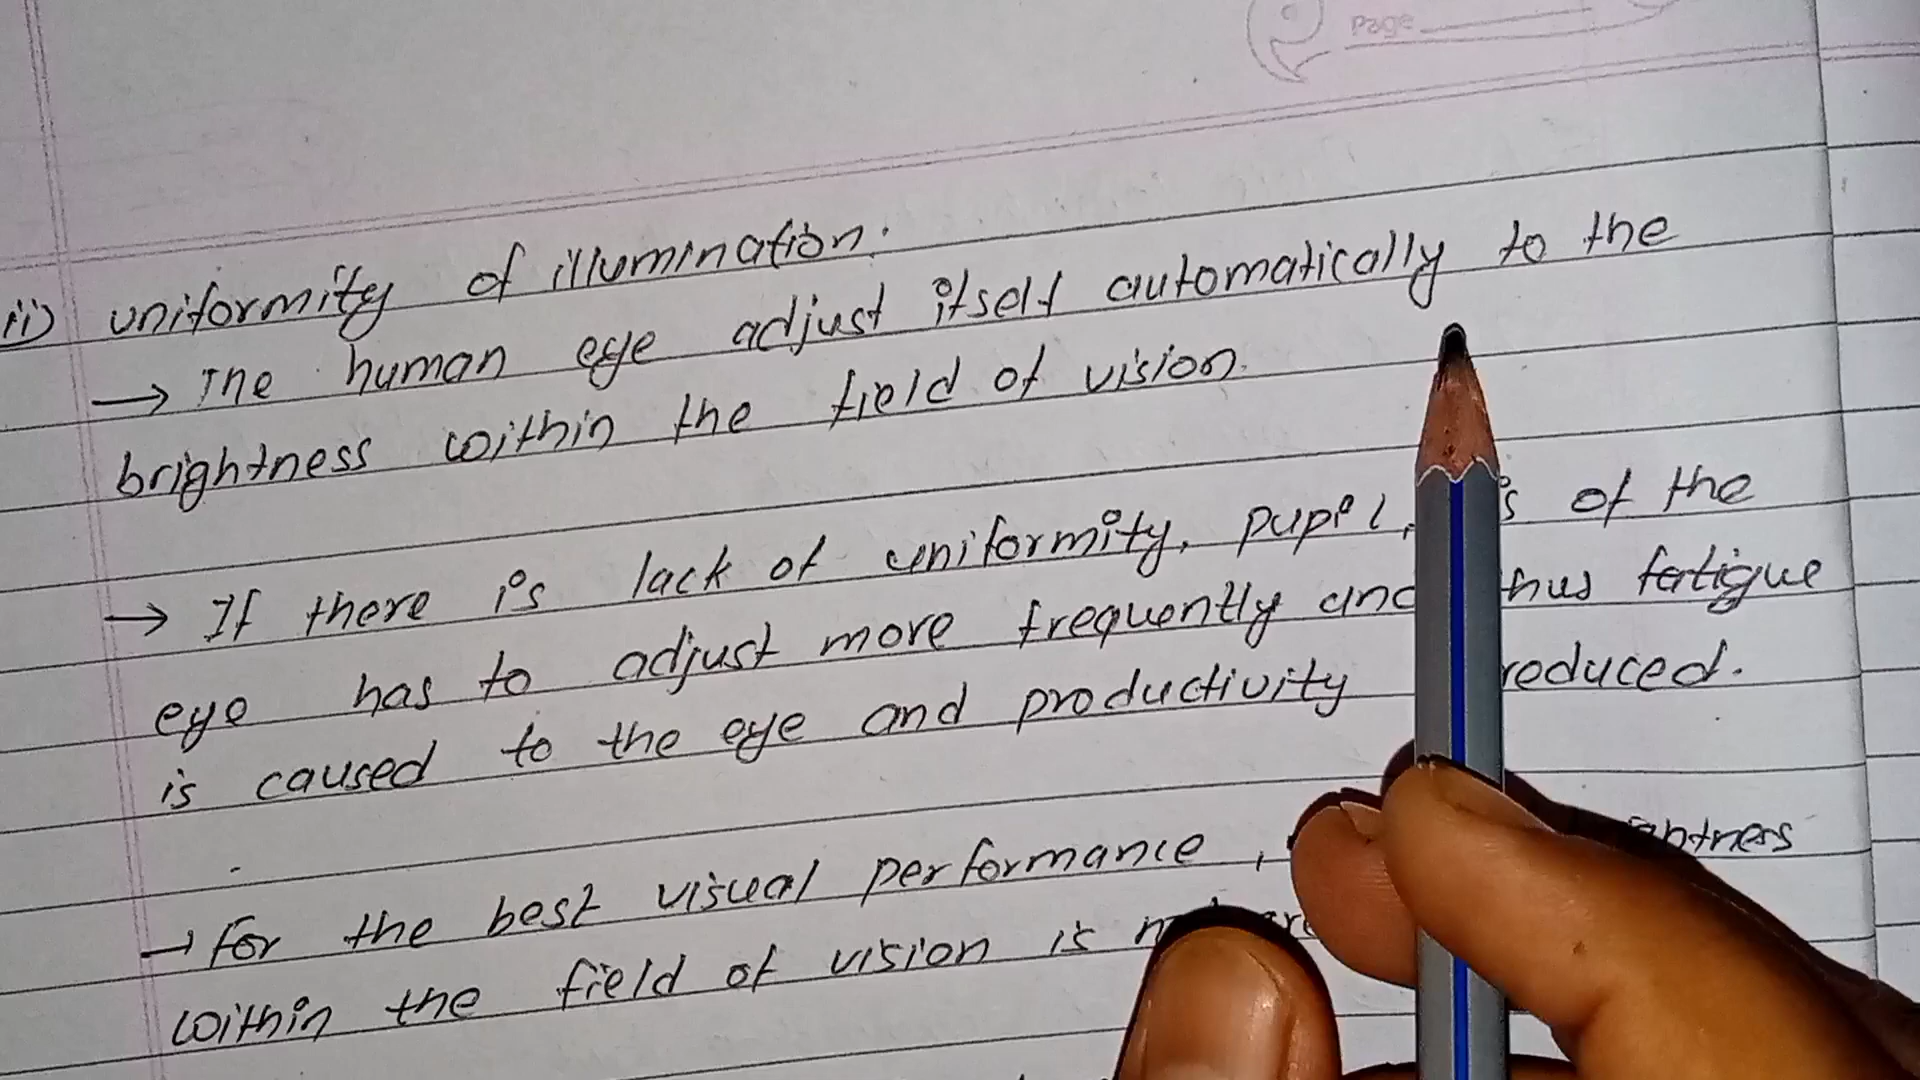 Page
ii) uniformity of illumination.
→ The human eye adjust itself automatically to the
brightness within the field of vision.
→ If there is lack of uniformity, pupil, of the
eye has to adjust more frequently and thus fatigue
is caused to the eye and productivity reduced.
→ For the best visual performance,
within the field of vision is